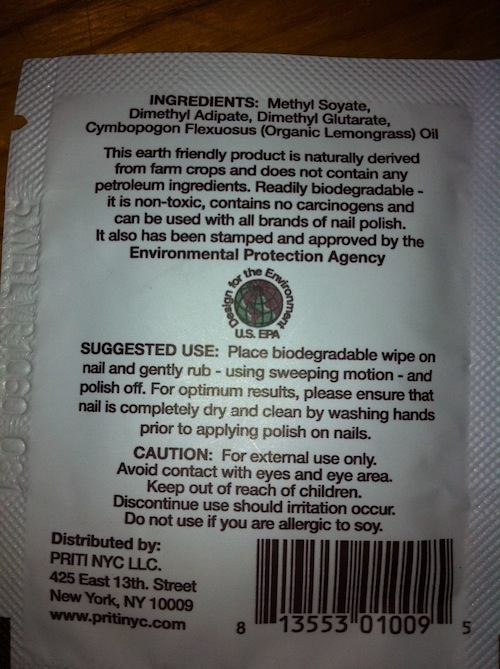 INGREDIENTS: Methyl Soyate,
Dimethyl Adipate, Dimethyl Glutarate,
Cymbopogon Flexuosus (Organic Lemongrass) Oil
This earth friendly product is naturally derived
from farm crops and does not contain any
petroleum ingredients. Readily biodegradable -
it is non-toxic, contains no carcinogens and
can be used with all brands of nail polish.
It also has been stamped and approved by the
Environmental Protection Agency
Design for the Environment
U.S. EPA
SUGGESTED USE: Place biodegradable wipe on
nail and gently rub - using sweeping motion - and
polish off. For optimum results, please ensure that
nail is completely dry and clean by washing hands
prior to applying polish on nails.
CAUTION: For external use only.
Avoid contact with eyes and eye area.
Keep out of reach of children.
Discontinue use should irritation occur.
Do not use if you are allergic to soy.
Distributed by:
PRITI NYC LLC.
425 East 13th. Street
New York, NY 10009
www.pritinyc.com
8 13553 01009 5